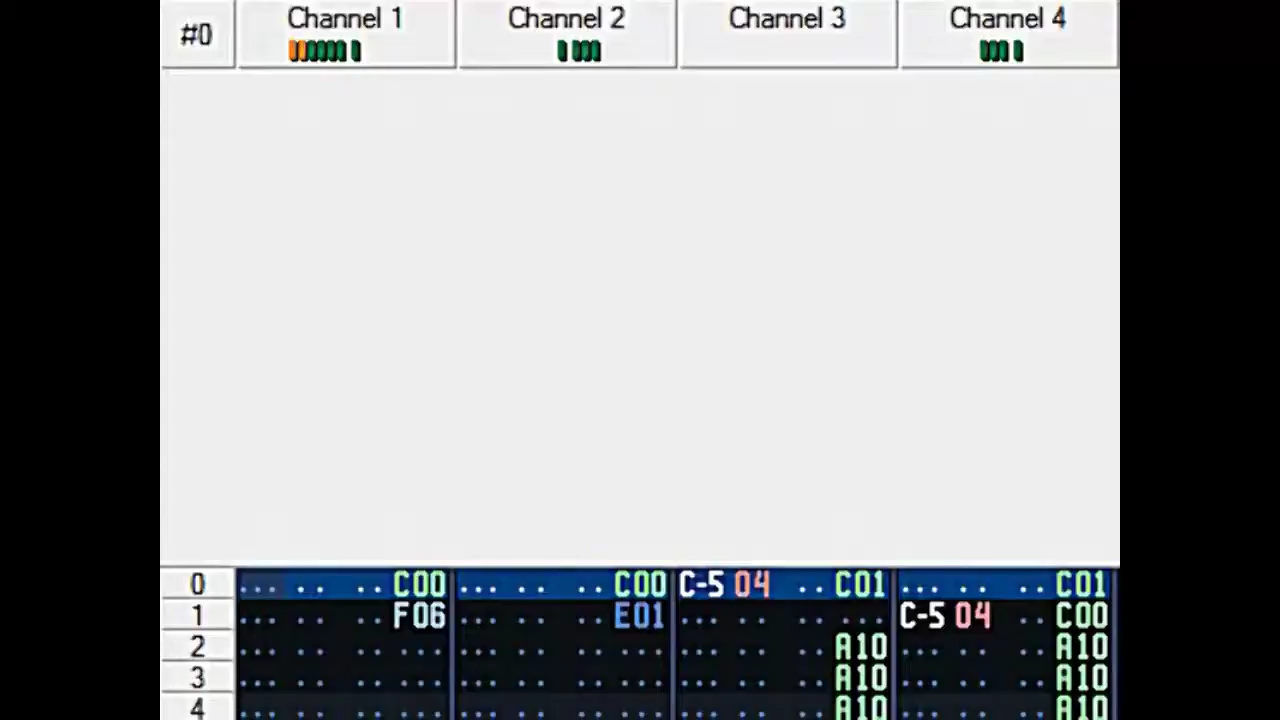 #0 Channel 1 Channel 2 Channel 3 Channel 4
0 ... .. ..C00 ... .. ..C00 C-5 04 ..C01 ... .. ..C01
1 ... .. ..F06 ... .. ..E01 ... .. ..... C-5 04 ..C00
2 ... .. ..... ... .. ..... ... .. ..A10 ... .. ..A10
3 ... .. ..... ... .. ..... ... .. ..A10 ... .. ..A10
4 ... .. ..... ... .. ..... ... .. ..A10 ... .. ..A10